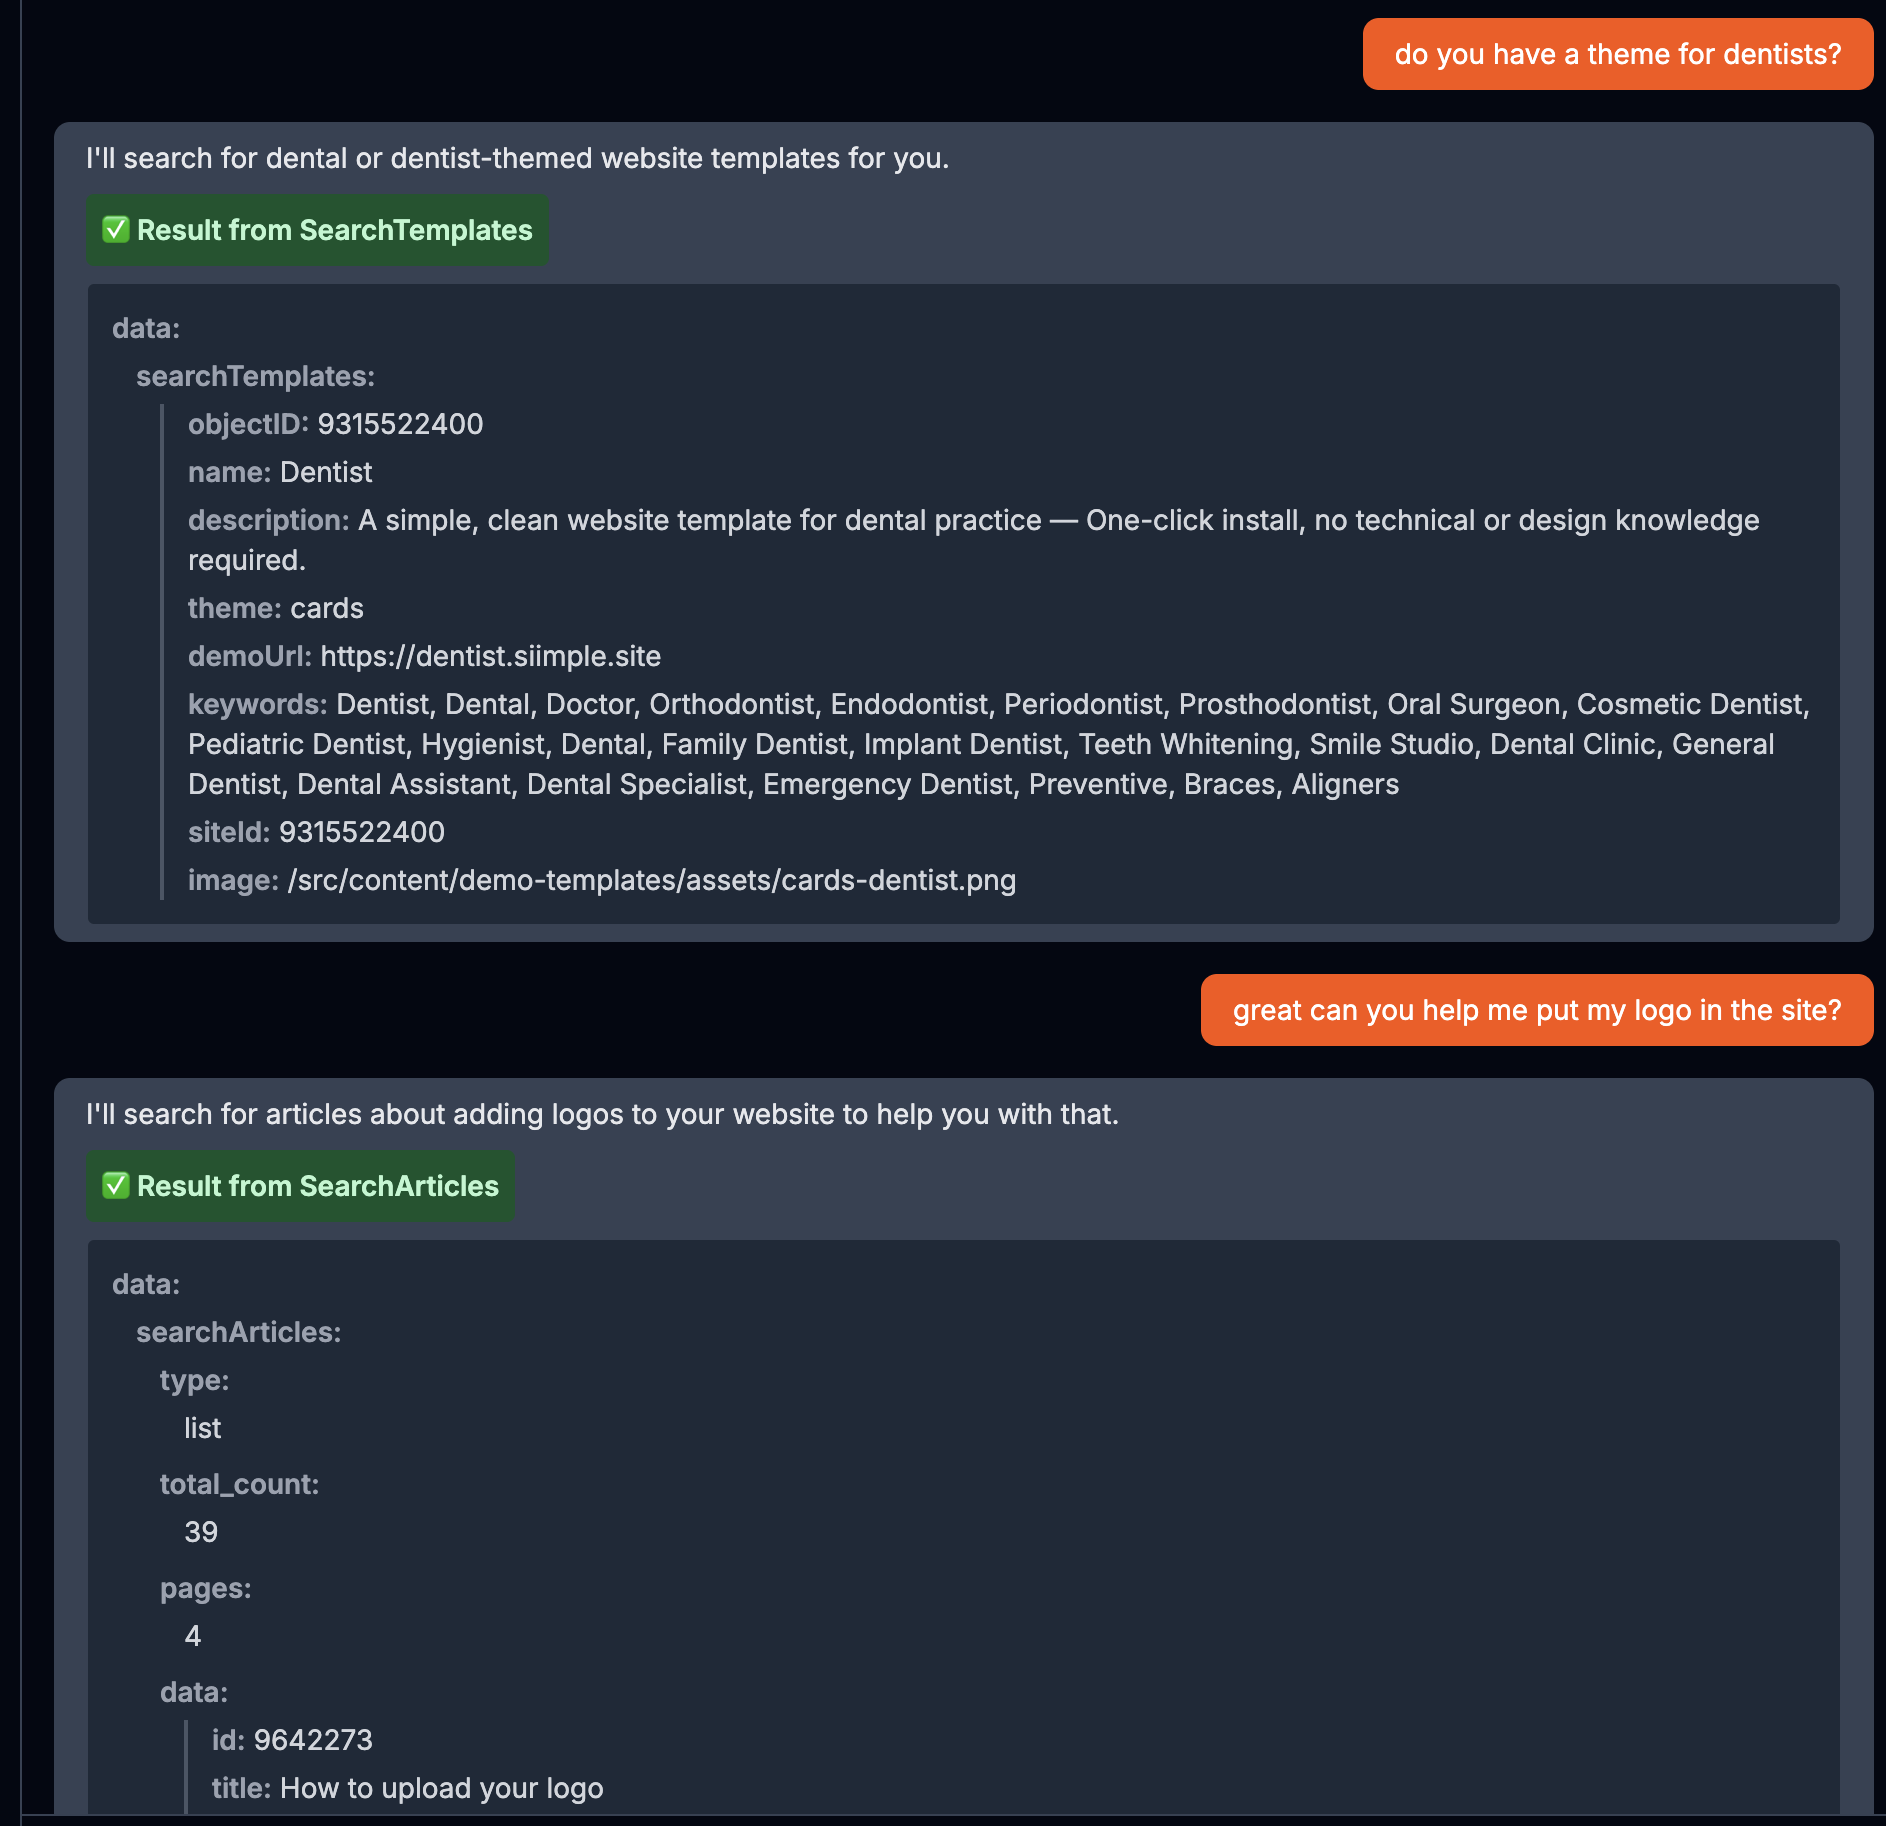 do you have a theme for dentists?
I'll search for dental or dentist-themed website templates for you.
✅ Result from SearchTemplates
data:
searchTemplates:
objectID: 9315522400
name: Dentist
description: A simple, clean website template for dental practice — One-click install, no technical or design knowledge
required.
theme: cards
demoUrl: https://dentist.siimple.site
keywords: Dentist, Dental, Doctor, Orthodontist, Endodontist, Periodontist, Prosthodontist, Oral Surgeon, Cosmetic Dentist,
Pediatric Dentist, Hygienist, Dental, Family Dentist, Implant Dentist, Teeth Whitening, Smile Studio, Dental Clinic, General
Dentist, Dental Assistant, Dental Specialist, Emergency Dentist, Preventive, Braces, Aligners
siteId: 9315522400
image: /src/content/demo-templates/assets/cards-dentist.png
great can you help me put my logo in the site?
I'll search for articles about adding logos to your website to help you with that.
✅ Result from SearchArticles
data:
searchArticles:
type:
list
total_count:
39
pages:
4
data:
id: 9642273
title: How to upload your logo